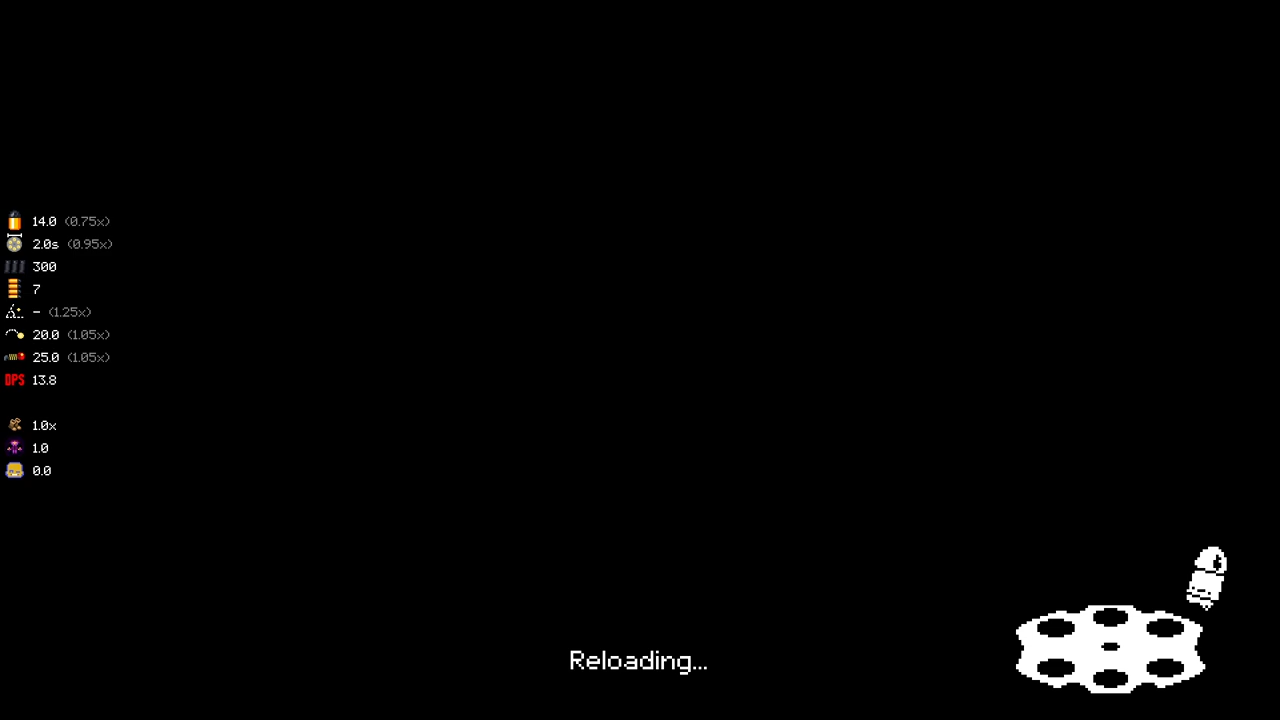 14.0 (0.75x)
2.0s (0.95x)
300
7
- (1.25x)
20.0 (1.05x)
25.0 (1.05x)
DPS 13.8
1.0x
1.0
0.0
Reloading...